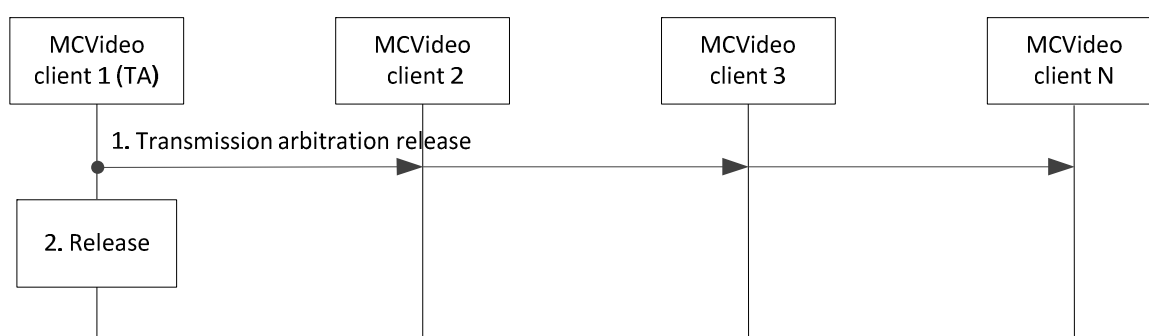 MCVideo
client 1 (TA)
MCVideo
client 2
MCVideo
client 3
MCVideo
client N
1. Transmission arbitration release
2. Release